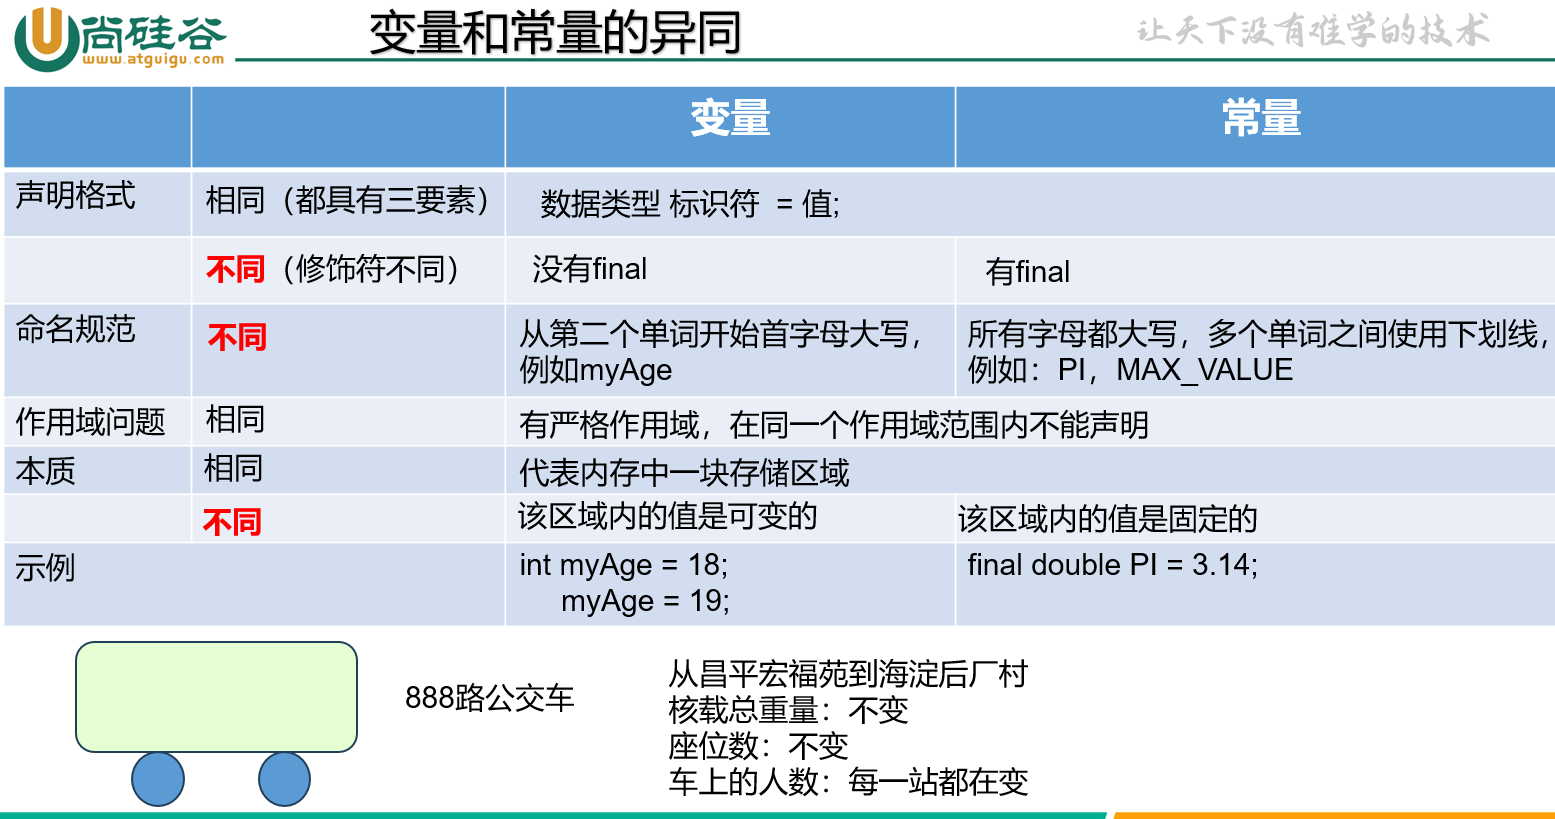 尚硅谷
www.atguigu.com
变量和常量的异同
让天下没有难学的技术
变量
常量
声明格式
相同（都具有三要素）
数据类型 标识符 = 值;
不同（修饰符不同）
没有final
有final
命名规范
不同
从第二个单词开始首字母大写，
例如myAge
所有字母都大写，多个单词之间使用下划线，
例如：PI，MAX_VALUE
作用域问题
相同
有严格作用域，在同一个作用域范围内不能声明
本质
相同
代表内存中一块存储区域
不同
该区域内的值是可变的
该区域内的值是固定的
示例
int myAge = 18;
myAge = 19;
final double PI = 3.14;
888路公交车
从昌平宏福苑到海淀后厂村
核载总重量：不变
座位数：不变
车上的人数：每一站都在变